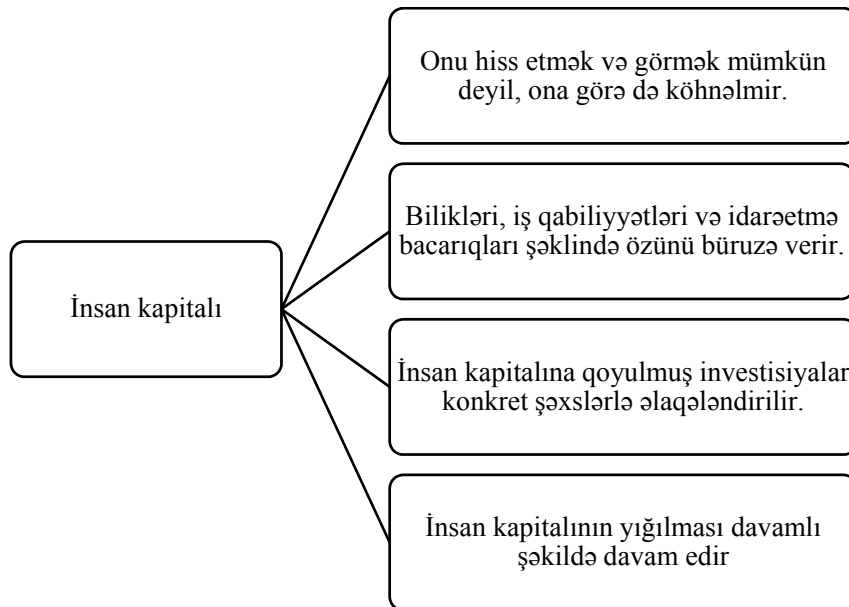 Onu hiss etmək və görmək mümkün
deyil, ona görə də köhnəlmir.
Bilikləri, iş qabiliyyətləri və idarəetmə
bacarıqları şəklində özünü büruzə verir.
İnsan kapitalı
İnsan kapitalına qoyulmuş investisiyalar
konkret şəxslərlə əlaqələndirilir.
İnsan kapitalının yığılması davamlı
şəkildə davam edir